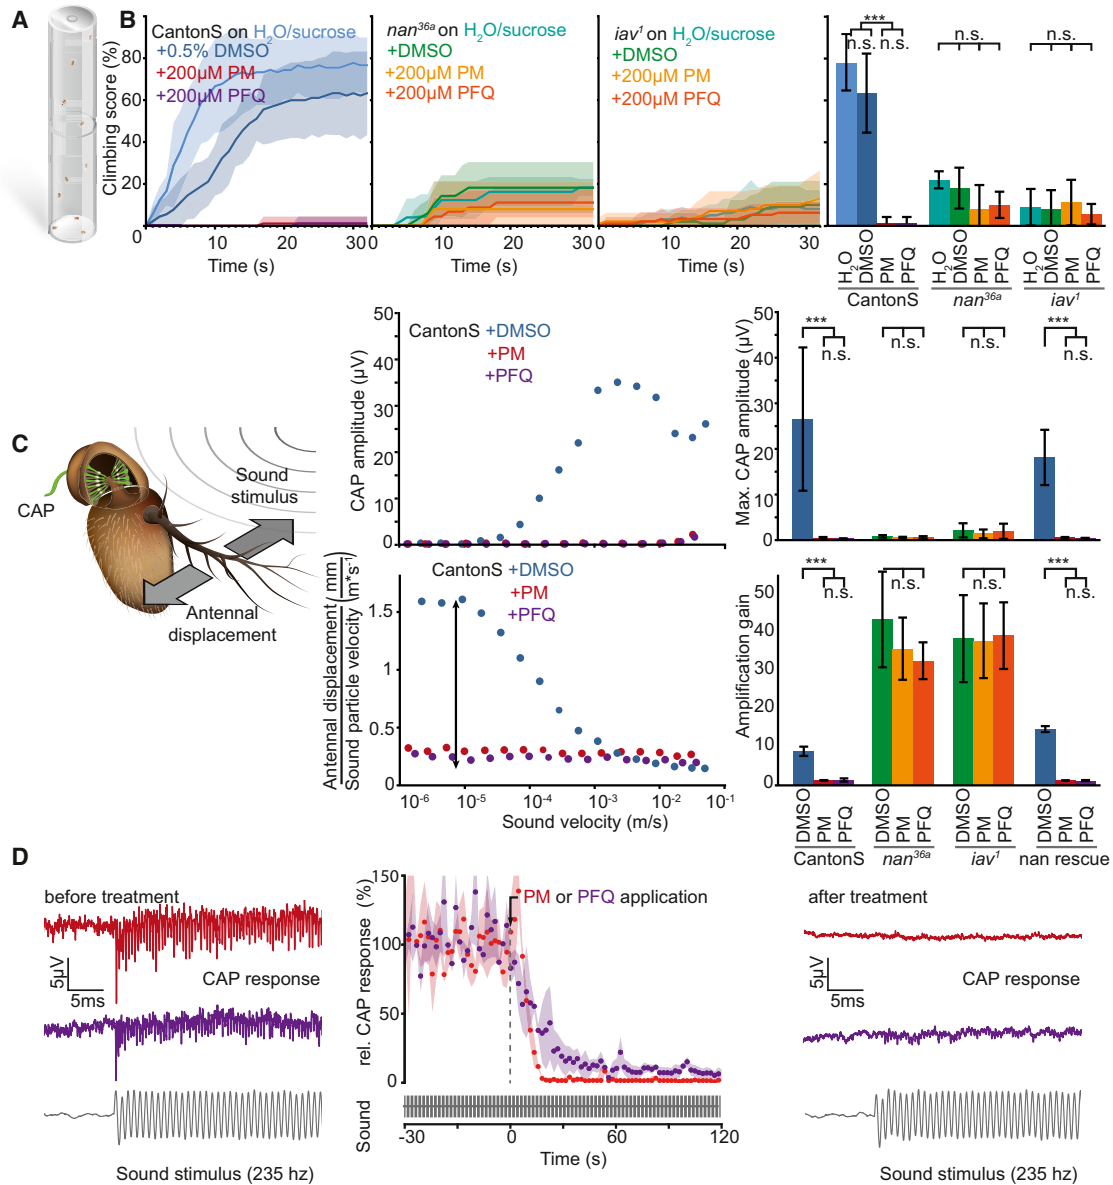 A
B
CantonS on H2O/sucrose
+0.5% DMSO
+200μM PM
+200μM PFQ
nan36a on H2O/sucrose
+DMSO
+200μM PM
+200μM PFQ
iav1 on H2O/sucrose
+DMSO
+200μM PM
+200μM PFQ
Climbing score (%)
80
60
40
20
0
0 10 20 30
Time (s)
0 10 20 30
Time (s)
0 10 20 30
Time (s)
***
n.s. n.s.
n.s.
n.s.
H2O DMSO PM PFQ
H2O DMSO PM PFQ
H2O DMSO PM PFQ
CantonS nan36a iav1
C
CAP
Sound
stimulus
Antennal
displacement
CAP amplitude (μV)
50
40
30
20
10
0
CantonS +DMSO
+PM
+PFQ
Max. CAP amplitude (μV)
50
40
30
20
10
0
***
n.s.
n.s.
n.s.
***
n.s.
Antennal displacement (mm)
Sound particle velocity (m*s-1)
1.5
1
0.5
0
CantonS +DMSO
+PM
+PFQ
10-6 10-5 10-4 10-3 10-2 10-1
Sound velocity (m/s)
Amplification gain
40
30
20
10
0
***
n.s.
n.s.
n.s.
***
n.s.
DMSO PM PFQ
DMSO PM PFQ
DMSO PM PFQ
DMSO PM PFQ
CantonS nan36a iav1 nan rescue
D
before treatment
5μV
5ms
CAP response
Sound stimulus (235 hz)
rel. CAP response (%)
150
100
50
0
PM or PFQ application
Sound
-30 0 60 120
Time (s)
after treatment
5μV
5ms
CAP response
Sound stimulus (235 hz)